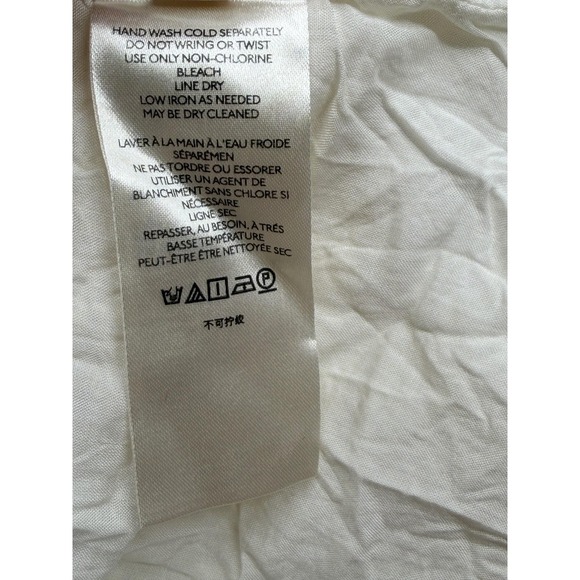 HAND WASH COLD SEPARATELY
DO NOT WRING OR TWIST
USE ONLY NON-CHLORINE
BLEACH
LINE DRY
LOW IRON AS NEEDED
MAY BE DRY CLEANED
LAVER À LA MAIN À L'EAU FROIDE
SÉPARÉMEN
NE PAS TORDRE OU ESSORER
UTILISER UN AGENT DE
BLANCHIMENT SANS CHLORE SI
NÉCESSAIRE
LIGNE SEC
REPASSER, AU BESOIN, À TRÉS
BASSE TEMPÉRATURE
PEUT-ÊTRE ÊTRE NETTOYÉE SEC
P
不可拧绞